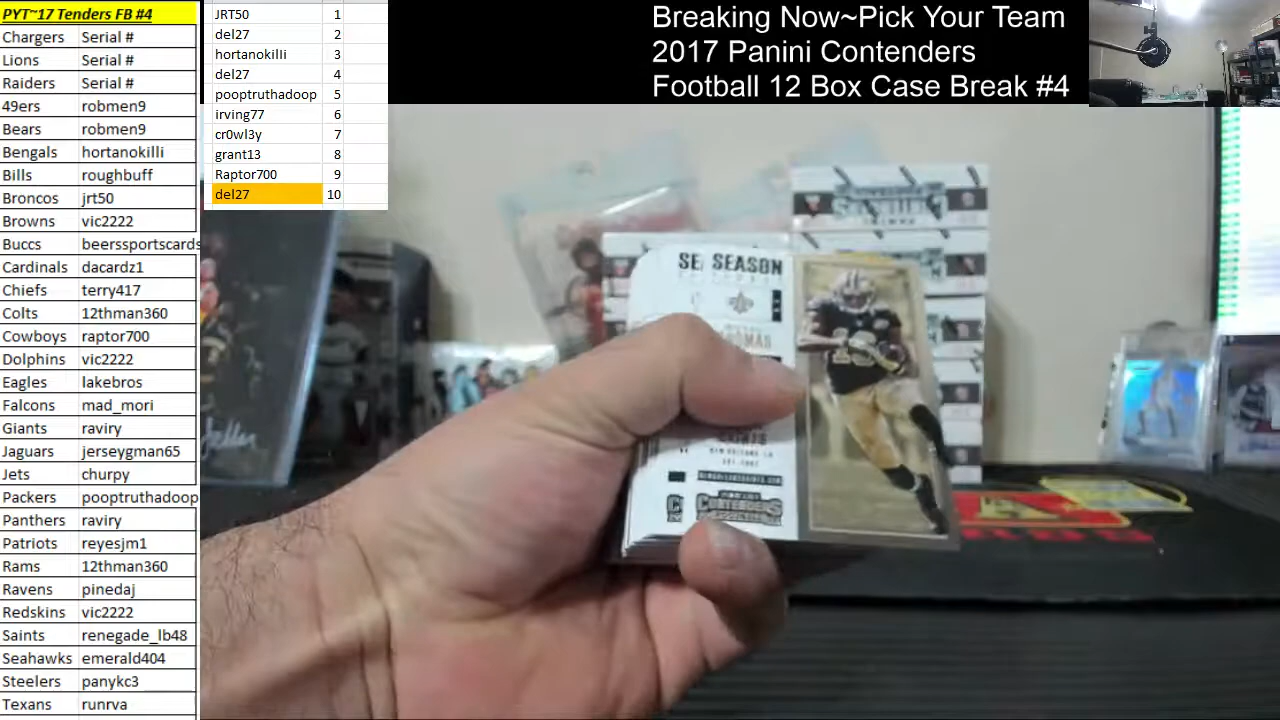 PYT~17 Tenders FB #4
Chargers Serial #
Lions Serial #
Raiders Serial #
49ers robmen9
Bears robmen9
Bengals hortanokilli
Bills roughbuff
Broncos jrt50
Browns vic2222
Buccs beerssportscards
Cardinals dacardz1
Chiefs terry417
Colts 12thman360
Cowboys raptor700
Dolphins vic2222
Eagles lakebros
Falcons mad_mori
Giants raviry
Jaguars jerseygman65
Jets churpy
Packers pooptruthadoop
Panthers raviry
Patriots reyesjm1
Rams 12thman360
Ravens pinedaj
Redskins vic2222
Saints renegade_lb48
Seahawks emerald404
Steelers panykc3
Texans runrva
JRT50 1
del27 2
hortanokilli 3
del27 4
pooptruthadoop 5
irving77 6
cr0wl3y 7
grant13 8
Raptor700 9
del27 10
Breaking Now~Pick Your Team
2017 Panini Contenders
Football 12 Box Case Break #4
SE SEASON
CONTENDERS